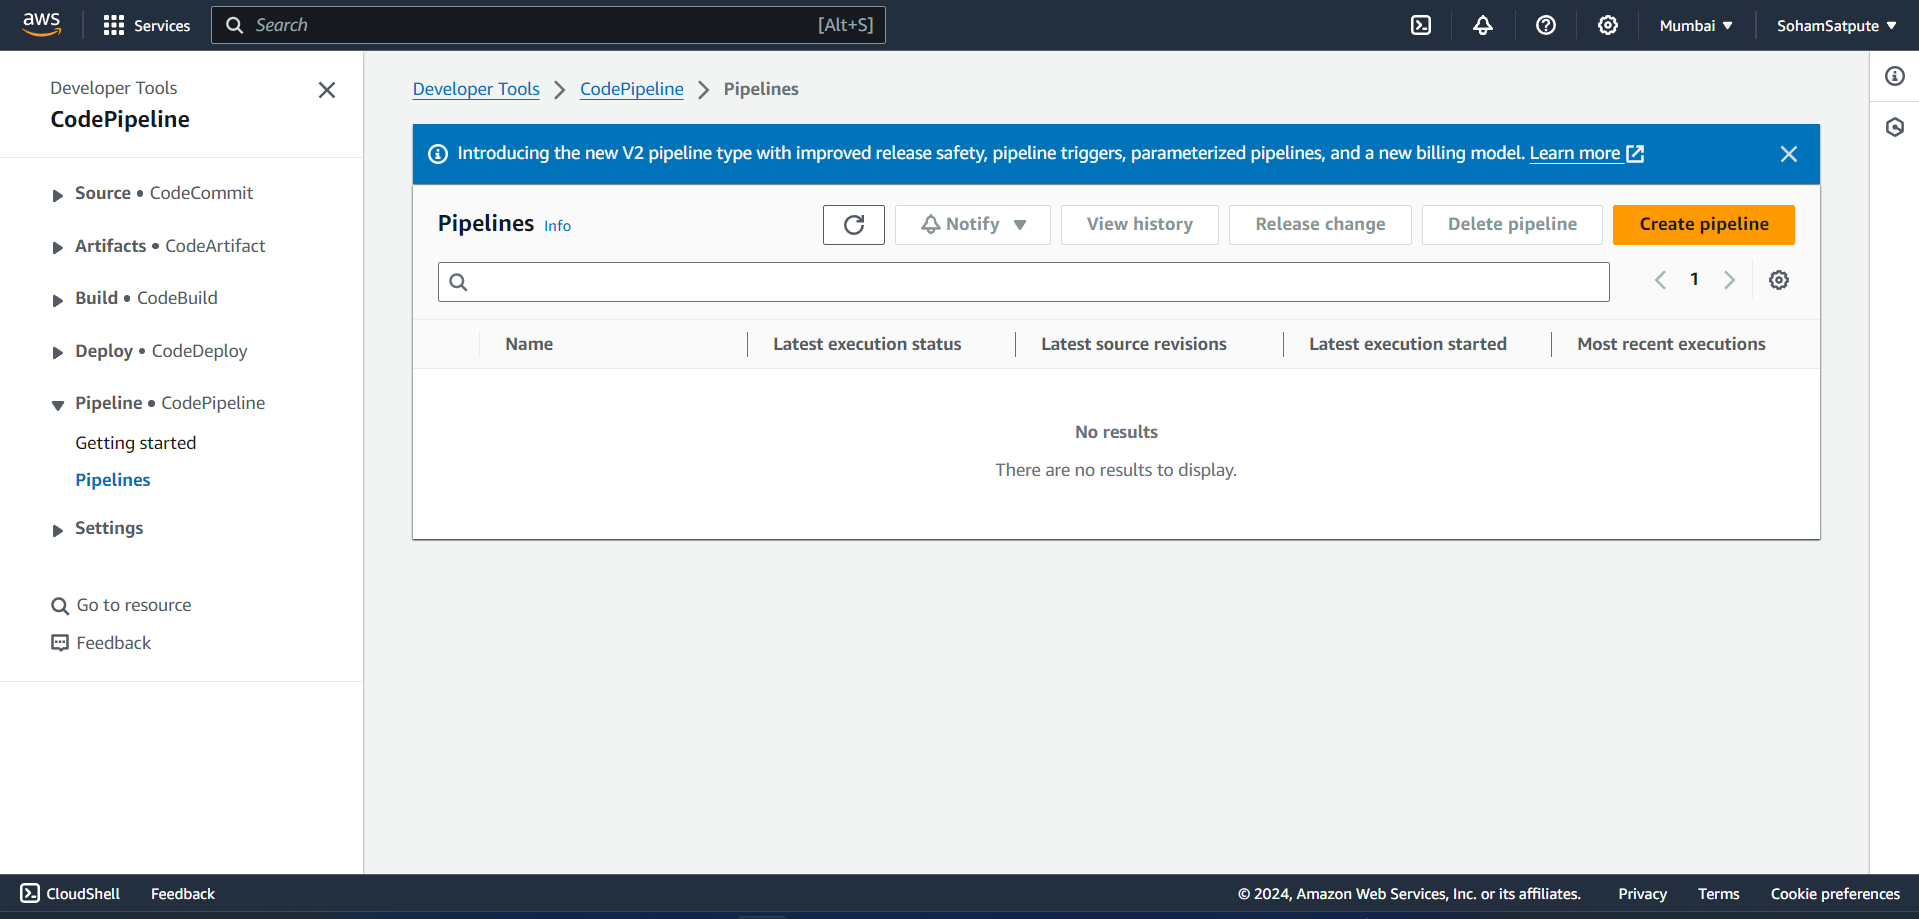 aws
Services
Search [Alt+S]
Mumbai
SohamSatpute
Developer Tools
CodePipeline
Source • CodeCommit
Artifacts • CodeArtifact
Build • CodeBuild
Deploy • CodeDeploy
Pipeline • CodePipeline
Getting started
Pipelines
Settings
Go to resource
Feedback
Developer Tools CodePipeline Pipelines
Introducing the new V2 pipeline type with improved release safety, pipeline triggers, parameterized pipelines, and a new billing model. Learn more
Pipelines Info
Notify
View history
Release change
Delete pipeline
Create pipeline
1
Name Latest execution status Latest source revisions Latest execution started Most recent executions
No results
There are no results to display.
CloudShell Feedback © 2024, Amazon Web Services, Inc. or its affiliates. Privacy Terms Cookie preferences